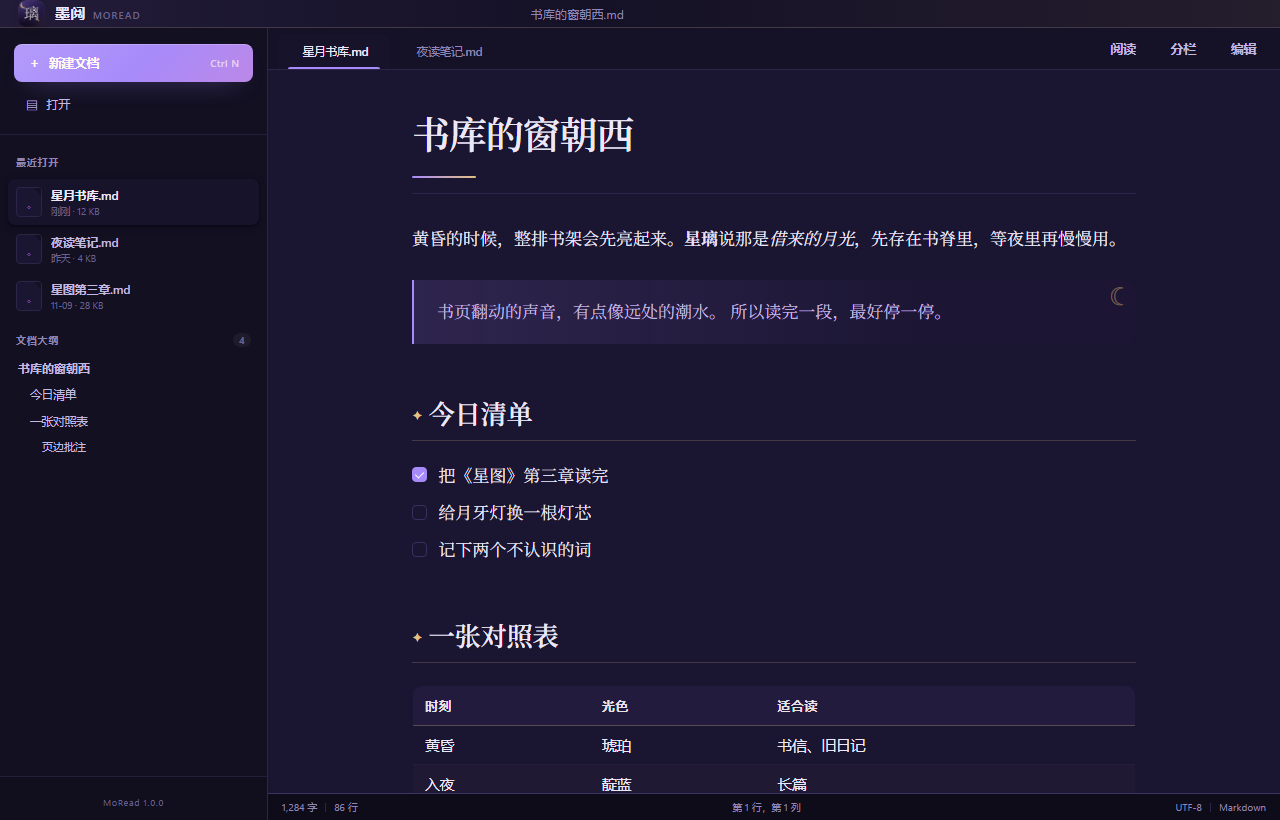 璃 墨阅 MOREAD
书库的窗朝西.md
+ 新建文档 Ctrl N
打开
最近打开
星月书库.md
刚刚 · 12 KB
夜读笔记.md
昨天 · 4 KB
星图第三章.md
11-09 · 28 KB
文档大纲 4
书库的窗朝西
今日清单
一张对照表
页边批注
MoRead 1.0.0
星月书库.md 夜读笔记.md
阅读 分栏 编辑
书库的窗朝西
黄昏的时候，整排书架会先亮起来。星璃说那是借来的月光，先存在书脊里，等夜里再慢慢用。
书页翻动的声音，有点像远处的潮水。 所以读完一段，最好停一停。
今日清单
把《星图》第三章读完
给月牙灯换一根灯芯
记下两个不认识的词
一张对照表
时刻 光色 适合读
黄昏 琥珀 书信、旧日记
入夜 靛蓝 长篇
1,284 字 86 行
第 1 行，第 1 列
UTF-8 Markdown